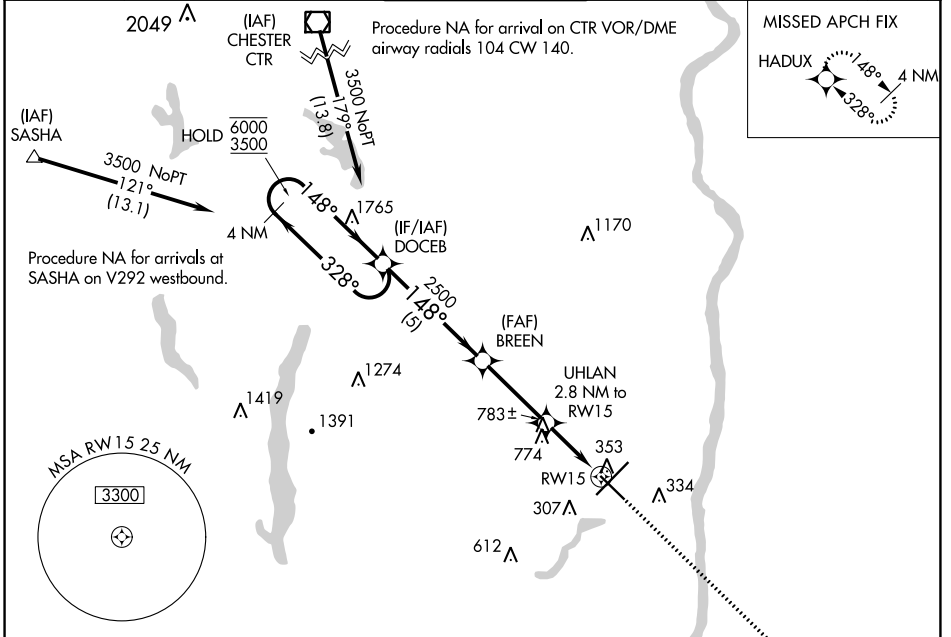 2049
(IAF)
CHESTER
CTR
Procedure NA for arrival on CTR VOR/DME
airway radials 104 CW 140.
MISSED APCH FIX
HADUX
148°
4 NM
328°
(IAF)
SASHA
3500 NoPT
121°
(13.1)
HOLD
6000
3500
3500 NoPT
179°
(13.8)
4 NM
148°
328°
1765
(IF/IAF)
DOCEB
1170
Procedure NA for arrivals at
SASHA on V292 westbound.
2500
148°
(5)
(FAF)
BREEN
UHLAN
2.8 NM to
RW15
1274
1419
1391
783±
774
353
RW15
334
307
612
MSA RW15 25 NM
3300